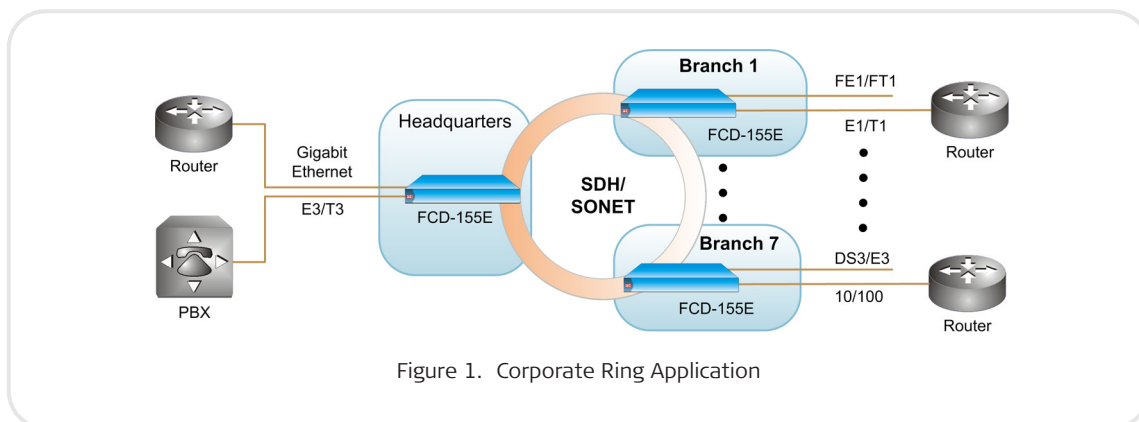 Headquarters
Router
Gigabit
Ethernet
E3/T3
FCD-155E
PBX
SDH/
SONET
Branch 1
FCD-155E
FE1/FT1
E1/T1
Router
Branch 7
FCD-155E
DS3/E3
10/100
Router
Figure 1. Corporate Ring Application